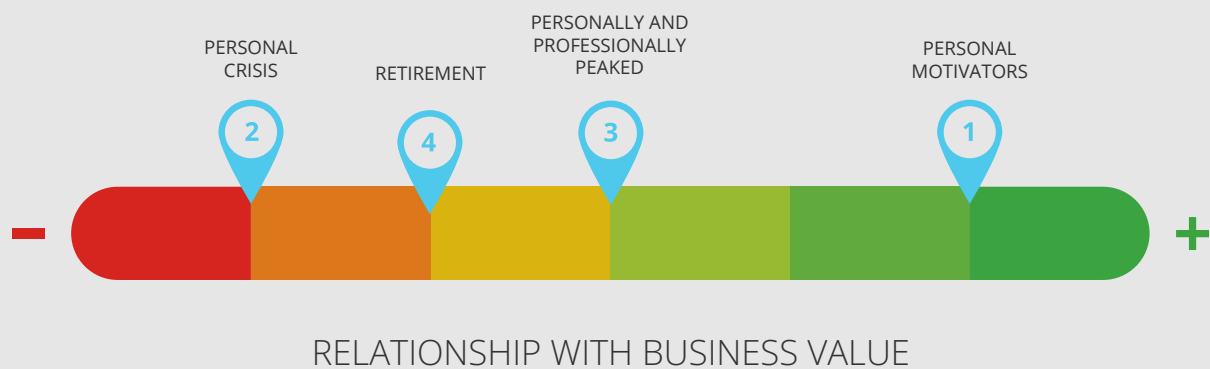 PERSONAL
CRISIS
RETIREMENT
PERSONALLY AND
PROFESSIONALLY
PEAKED
PERSONAL
MOTIVATORS
2
4
3
1
RELATIONSHIP WITH BUSINESS VALUE